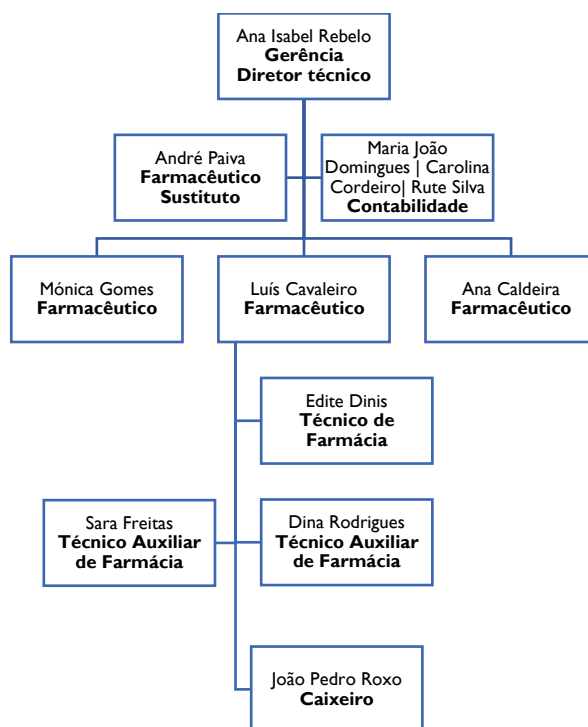 Ana Isabel Rebelo
Gerência
Diretor técnico
André Paiva
Farmacêutico
Sustituto
Maria João
Domingues | Carolina
Cordeiro| Rute Silva
Contabilidade
Mónica Gomes
Farmacêutico
Luís Cavaleiro
Farmacêutico
Ana Caldeira
Farmacêutico
Edite Dinis
Técnico de
Farmácia
Sara Freitas
Técnico Auxiliar
de Farmácia
Dina Rodrigues
Técnico Auxiliar
de Farmácia
João Pedro Roxo
Caixeiro